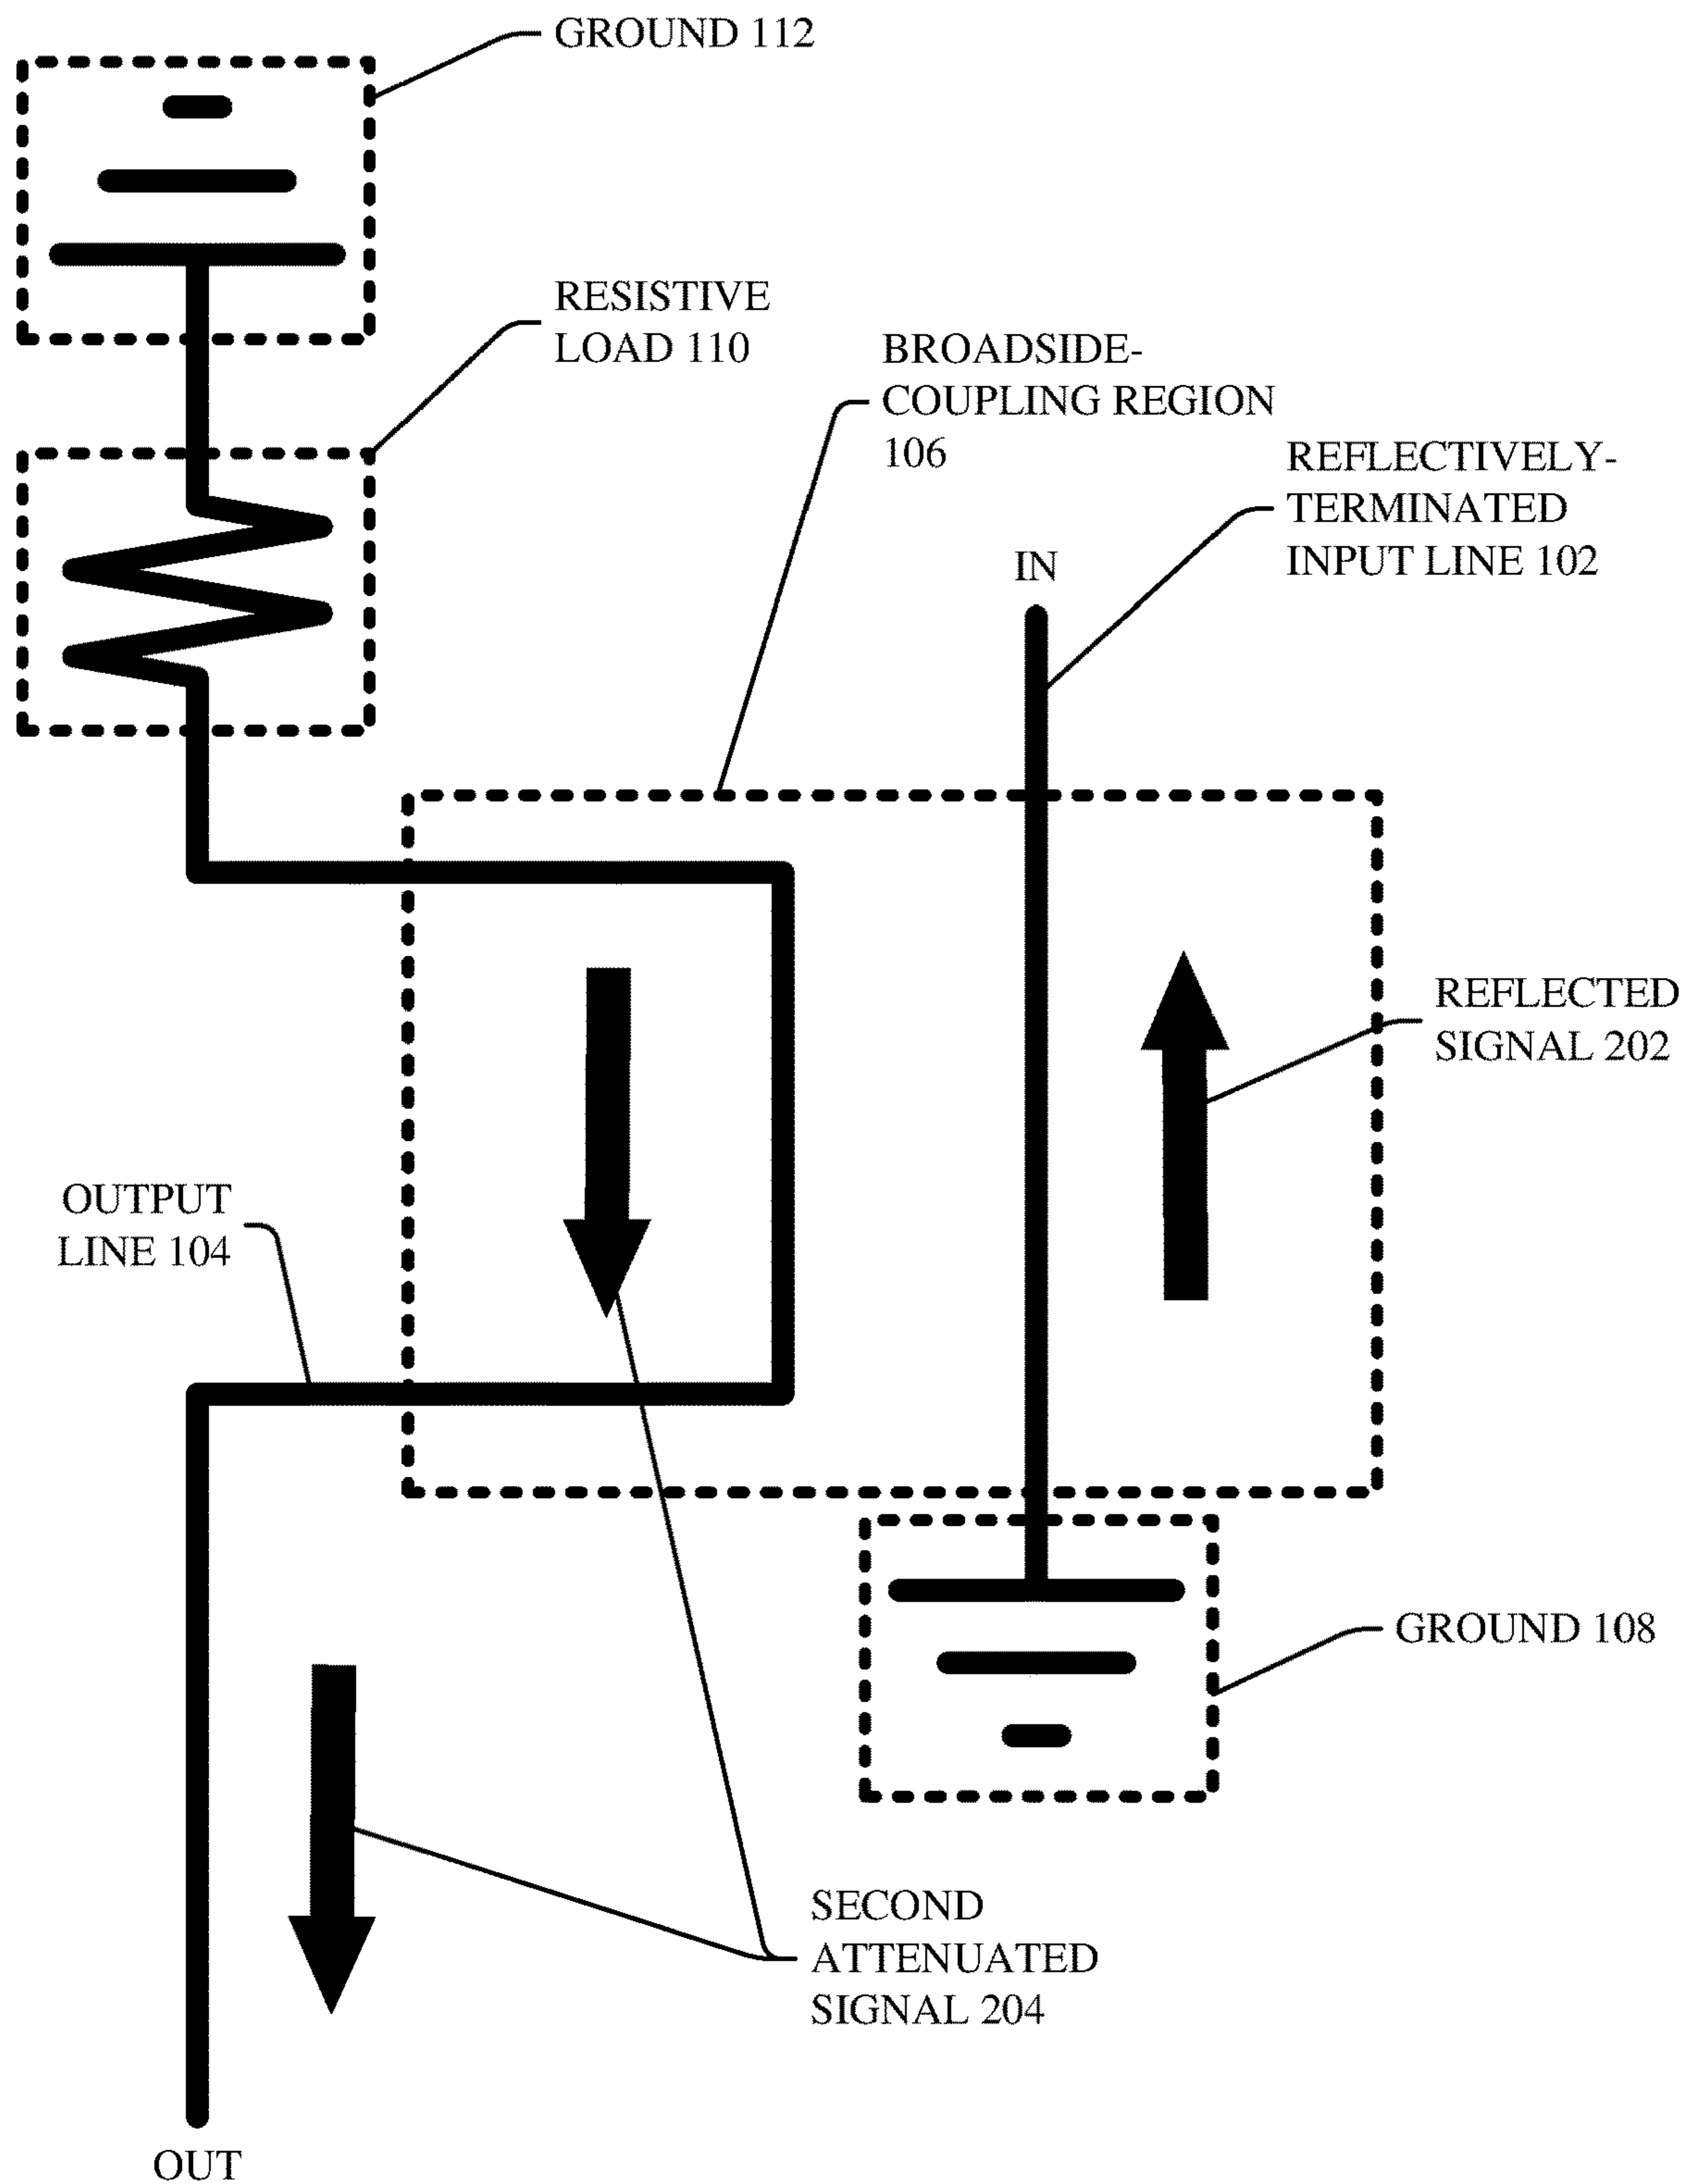 GROUND 112
RESISTIVE
LOAD 110
BROADSIDE-
COUPLING REGION
106
REFLECTIVELY-
TERMINATED
INPUT LINE 102
IN
REFLECTED
SIGNAL 202
OUTPUT
LINE 104
GROUND 108
SECOND
ATTENUATED
SIGNAL 204
OUT